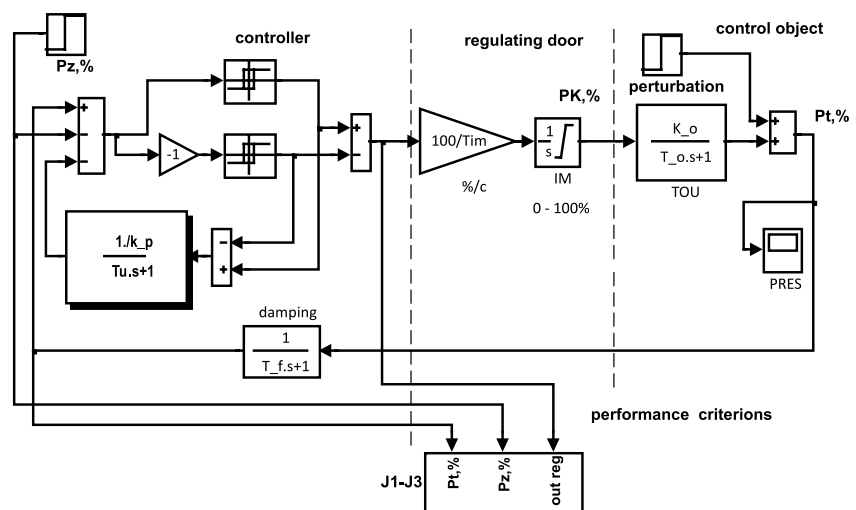 control object
controller
regulating door
Pz,%
perturbation
PK,%
Pt,%
+
−
−
-1
+
−
100/Tim
1
s
K_o
T_o.s+1
+
+
%/c
IM
TOU
0 - 100%
1./k_p
Tu.s+1
−
+
PRES
damping
1
T_f.s+1
performance criterions
J1-J3
Pt,%
Pz,%
out reg